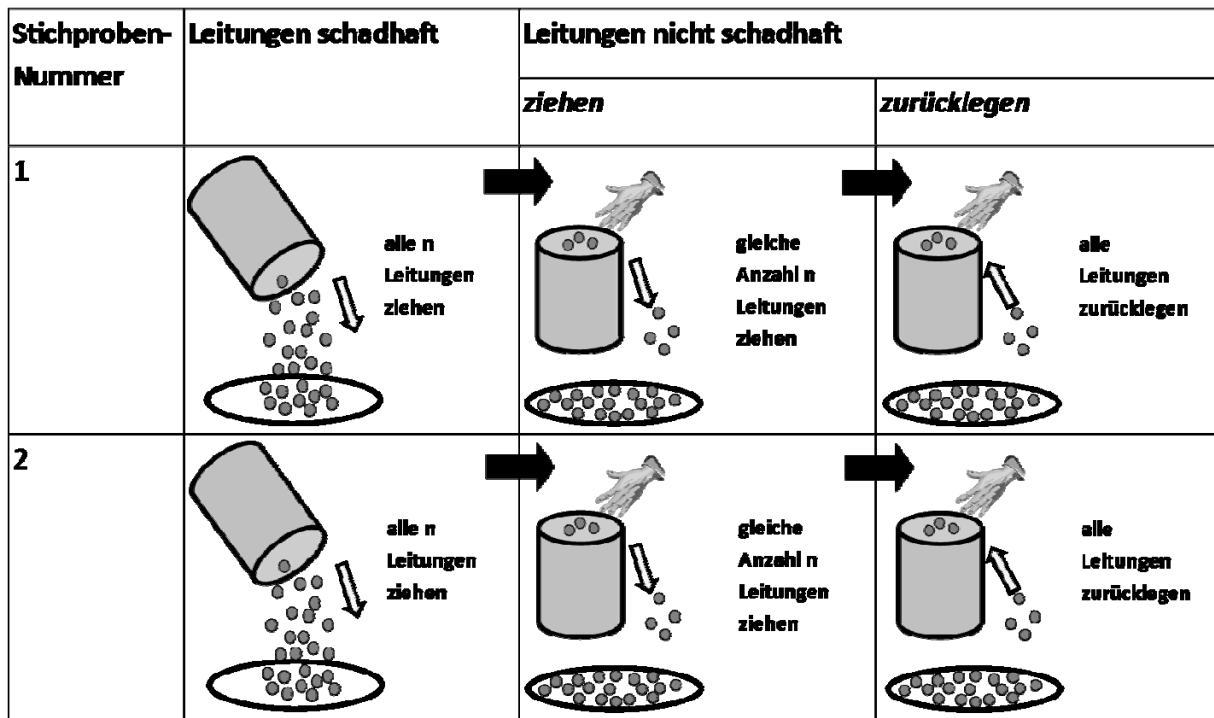 Stichproben-
Nummer
Leitungen schadhaft
Leitungen nicht schadhaft
ziehen
zurücklegen
1
alle n
Leitungen
ziehen
gleiche
Anzahl n
Leitungen
ziehen
alle
Leitungen
zurücklegen
2
alle n
Leitungen
ziehen
gleiche
Anzahl n
Leitungen
ziehen
alle
Leitungen
zurücklegen